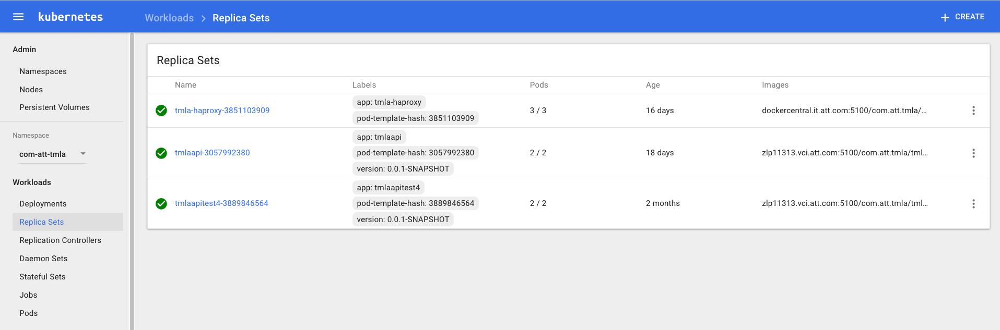 kubernetes
Workloads > Replica Sets
+ CREATE
Admin
Namespaces
Nodes
Persistent Volumes
Namespace
com-att-tmla
Workloads
Deployments
Replica Sets
Replication Controllers
Daemon Sets
Stateful Sets
Jobs
Pods
Replica Sets
Name Labels Pods Age Images
app: tmla-haproxy
tmla-haproxy-3851103909 3 / 3 16 days dockercentral.it.att.com:5100/com.att.tmla/...
pod-template-hash: 3851103909
app: tmlaapi
tmlaapi-3057992380 pod-template-hash: 3057992380 2 / 2 18 days zlp11313.vci.att.com:5100/com.att.tmla/tml...
version: 0.0.1-SNAPSHOT
app: tmlaapitest4
tmlaapitest4-3889846564 pod-template-hash: 3889846564 2 / 2 2 months zlp11313.vci.att.com:5100/com.att.tmla/tml...
version: 0.0.1-SNAPSHOT